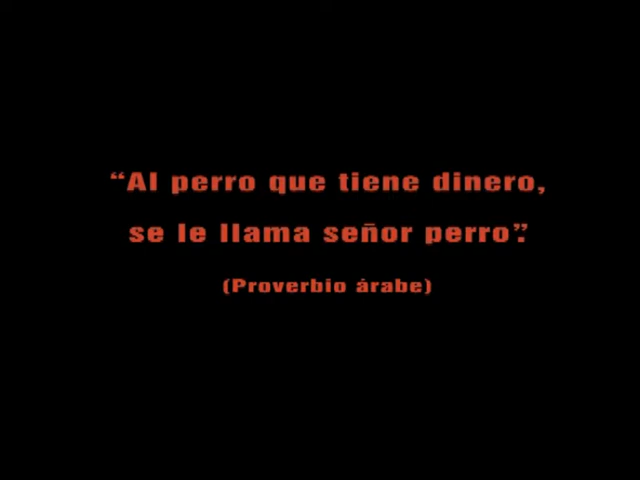 “Al perro que tiene dinero,
se le llama señor perro”.
(Proverbio árabe)